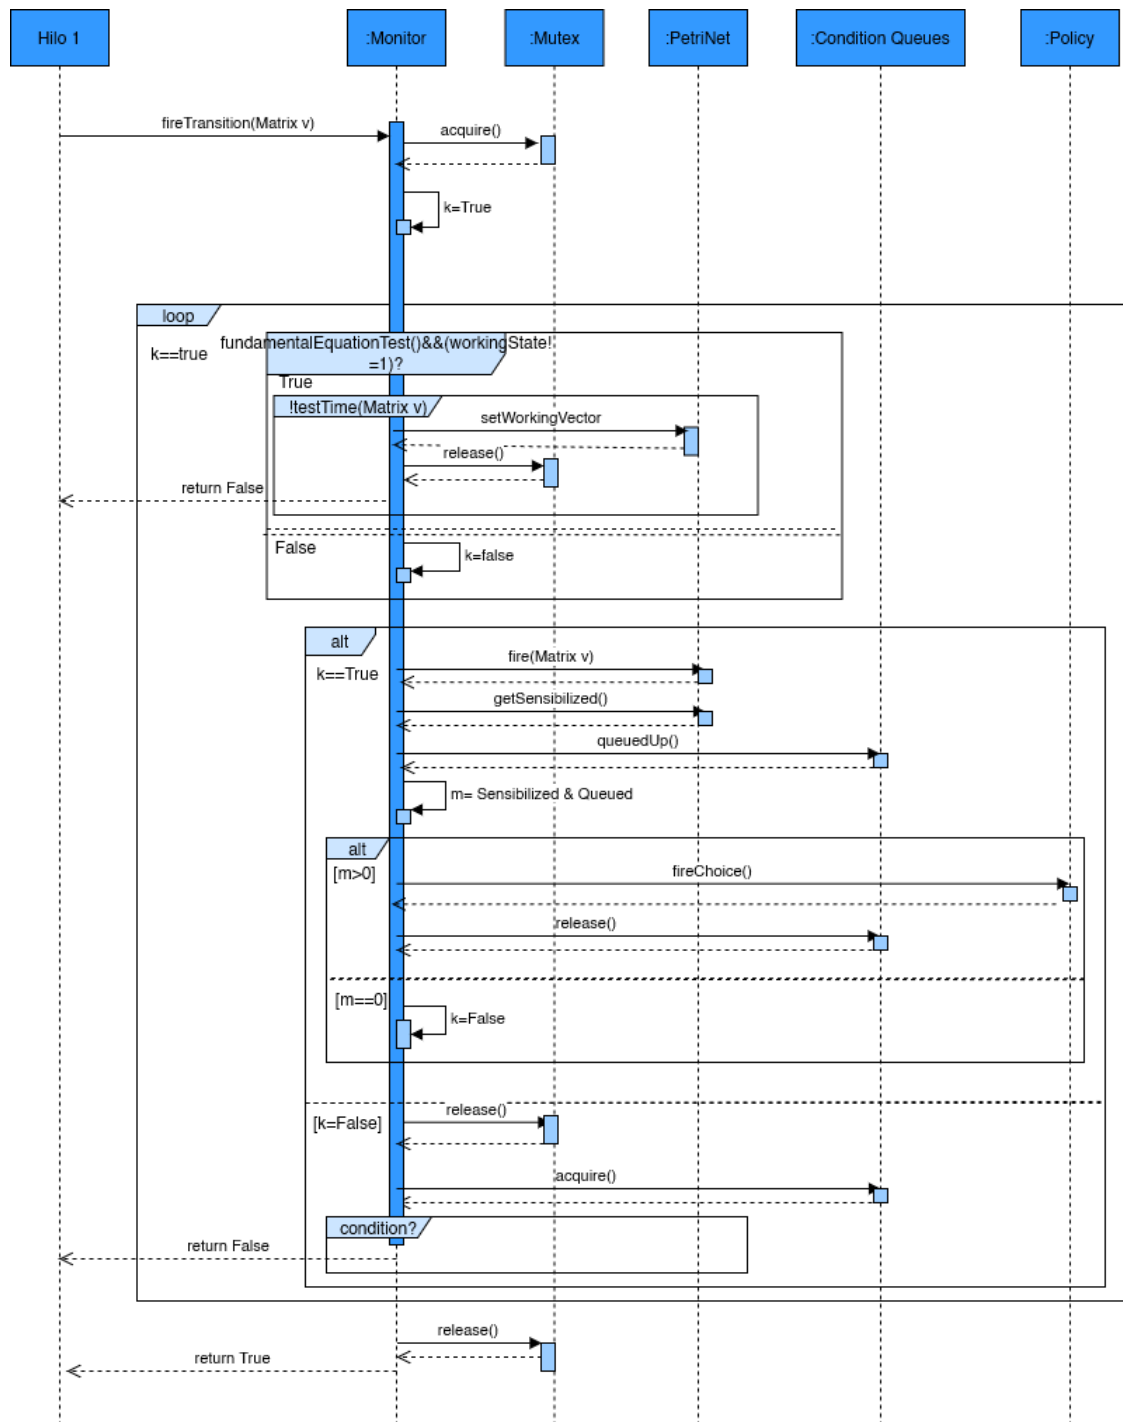 Hilo 1
:Monitor
:Mutex
:PetriNet
:Condition Queues
:Policy
fireTransition(Matrix v)
acquire()
k=True
loop
k==true
fundamentalEquationTest()&&(workingState!
=1)?
True
!testTime(Matrix v)
setWorkingVector
release()
return False
False
k=false
alt
k==True
fire(Matrix v)
getSensibilized()
queuedUp()
m= Sensibilized & Queued
alt
[m>0]
fireChoice()
release()
[m==0]
k=False
[k=False]
release()
acquire()
condition?
return False
release()
return True